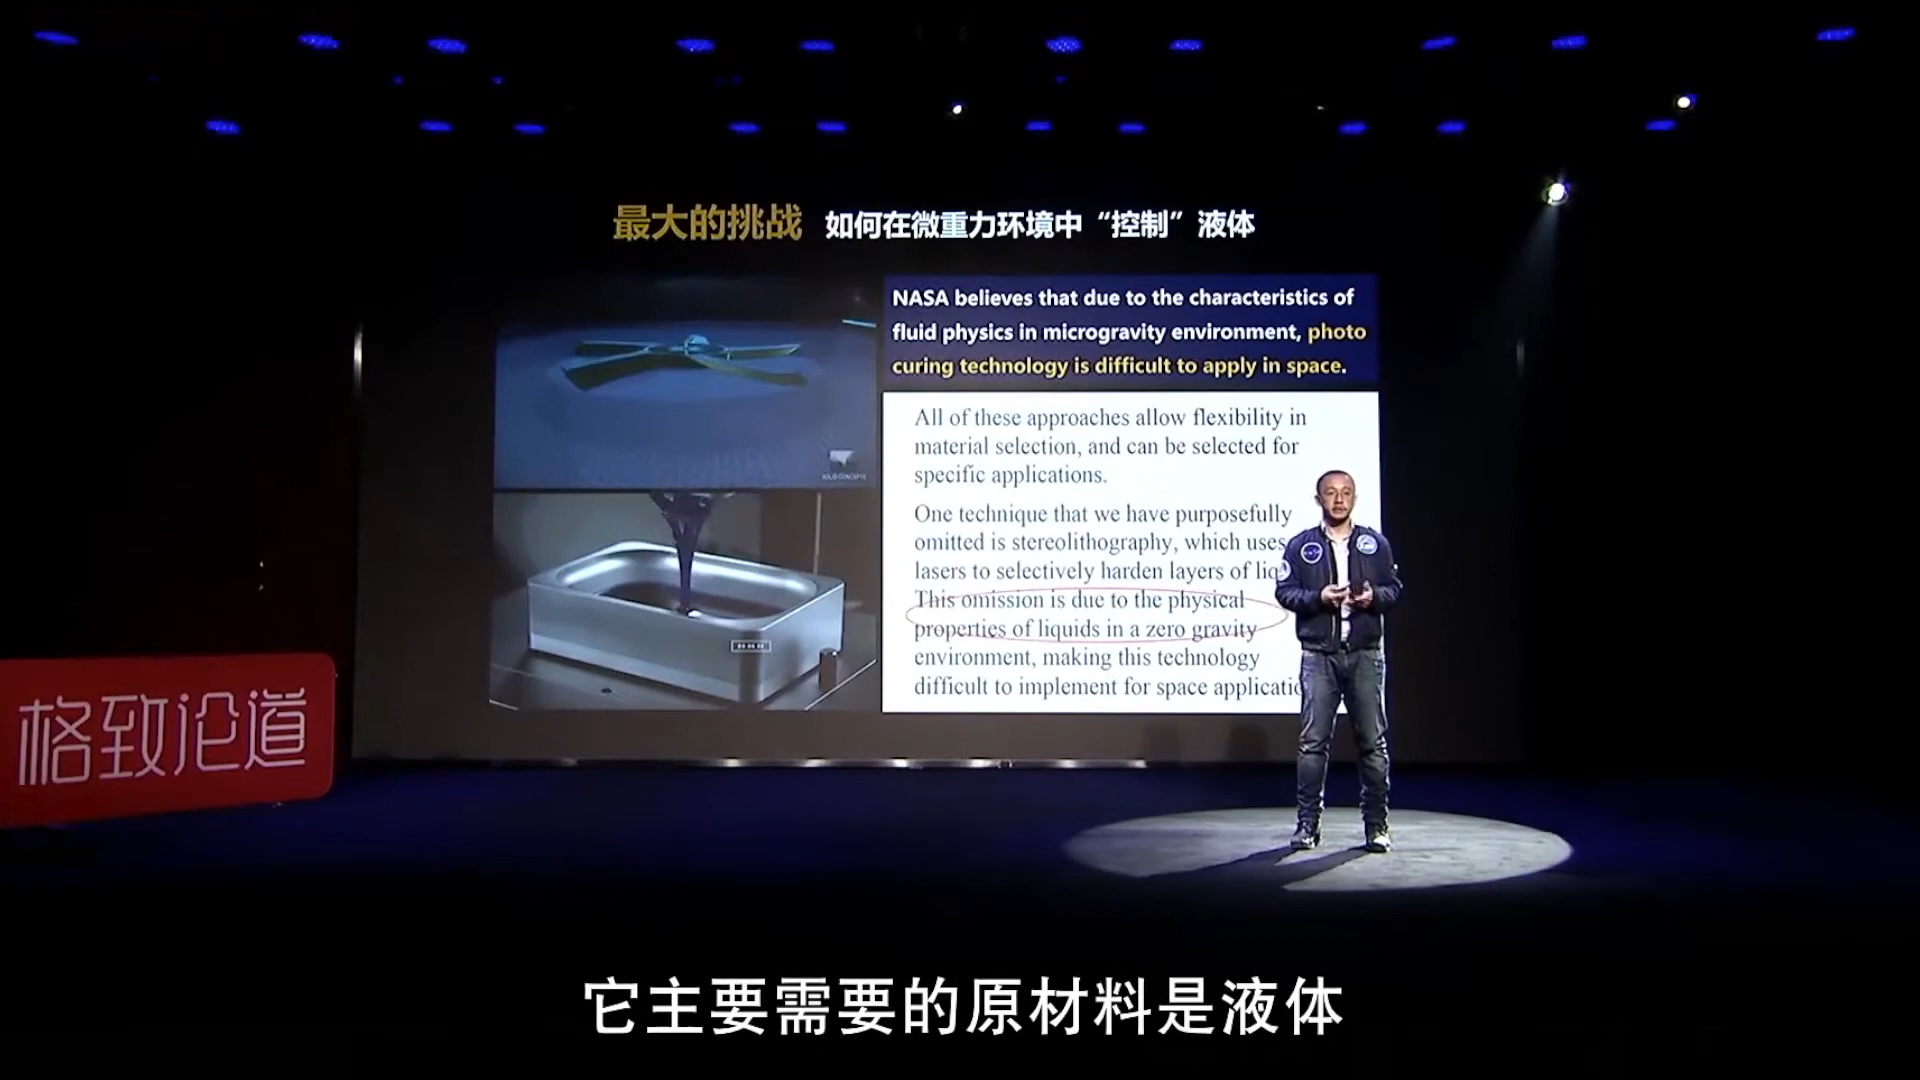 最大的挑战 如何在微重力环境中“控制”液体
NASA believes that due to the characteristics of
fluid physics in microgravity environment, photo
curing technology is difficult to apply in space.
SOLID CONCEPTS
All of these approaches allow flexibility in
material selection, and can be selected for
specific applications.
One technique that we have purposefully
omitted is stereolithography, which uses
lasers to selectively harden layers of liq
This omission is due to the physical
properties of liquids in a zero gravity
environment, making this technology
difficult to implement for space applicatio
格致论道
它主要需要的原材料是液体